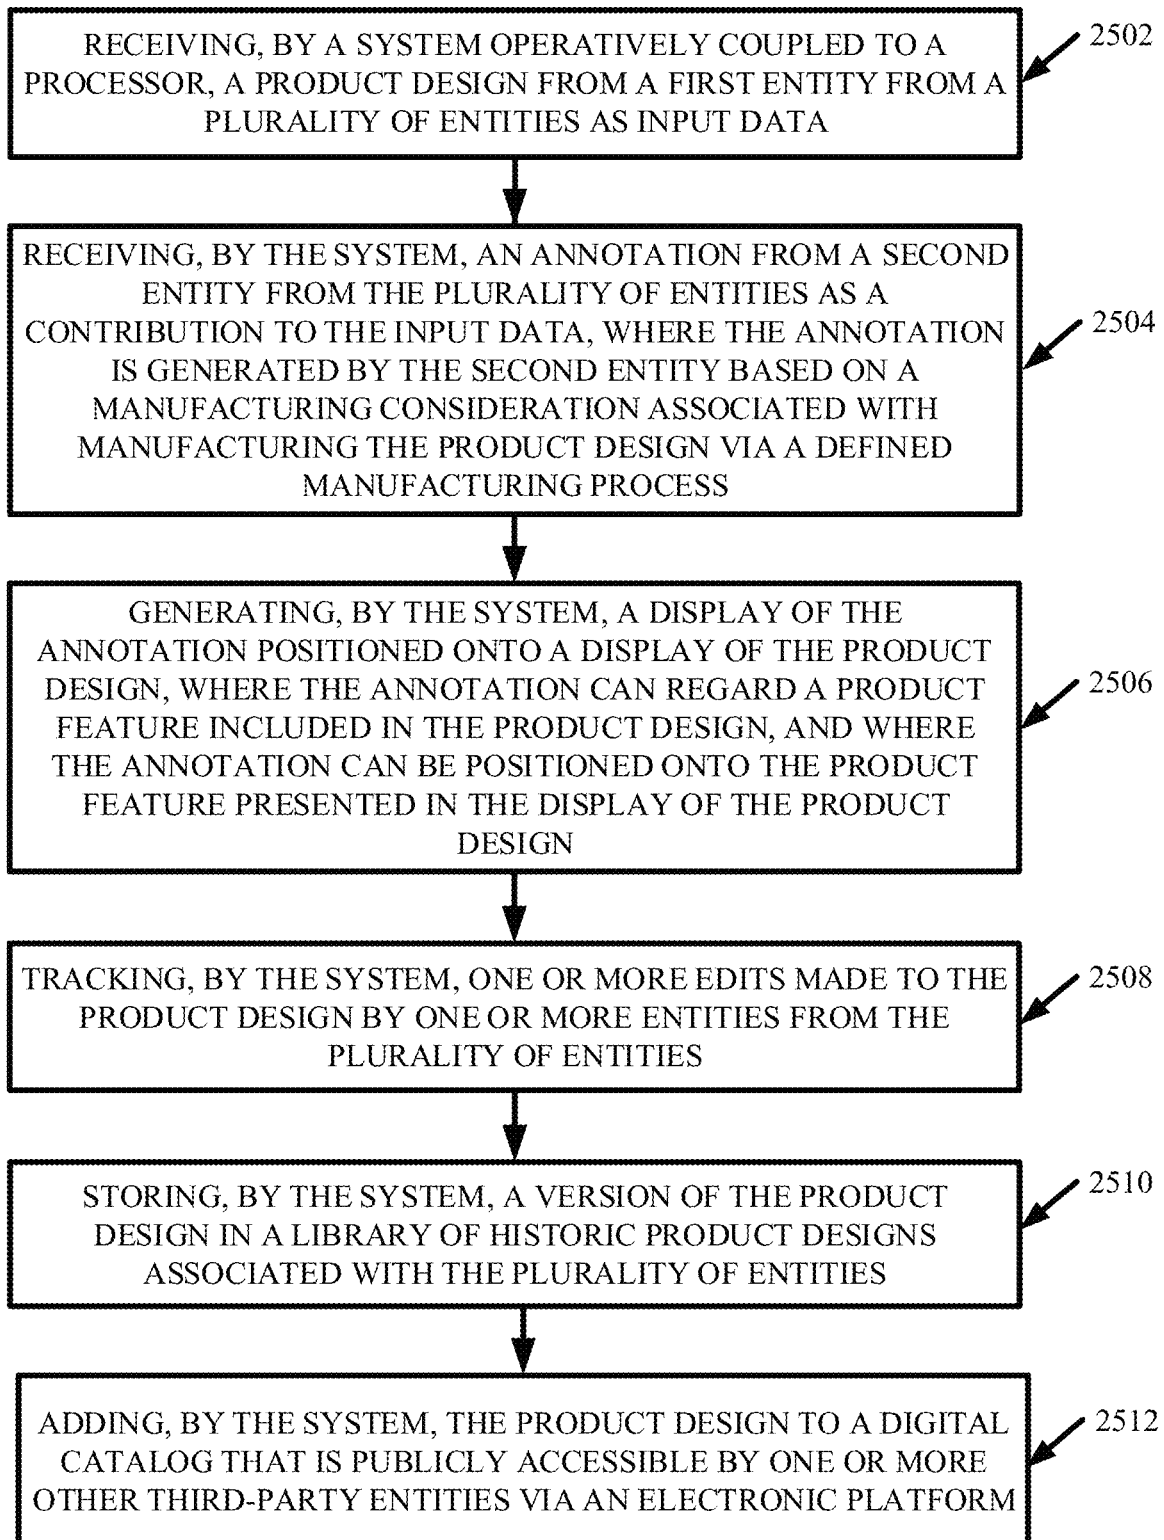 RECEIVING, BY A SYSTEM OPERATIVELY COUPLED TO A
PROCESSOR, A PRODUCT DESIGN FROM A FIRST ENTITY FROM A
PLURALITY OF ENTITIES AS INPUT DATA
2502
RECEIVING, BY THE SYSTEM, AN ANNOTATION FROM A SECOND
ENTITY FROM THE PLURALITY OF ENTITIES AS A
CONTRIBUTION TO THE INPUT DATA, WHERE THE ANNOTATION
IS GENERATED BY THE SECOND ENTITY BASED ON A
MANUFACTURING CONSIDERATION ASSOCIATED WITH
MANUFACTURING THE PRODUCT DESIGN VIA A DEFINED
MANUFACTURING PROCESS
2504
GENERATING, BY THE SYSTEM, A DISPLAY OF THE
ANNOTATION POSITIONED ONTO A DISPLAY OF THE PRODUCT
DESIGN, WHERE THE ANNOTATION CAN REGARD A PRODUCT
FEATURE INCLUDED IN THE PRODUCT DESIGN, AND WHERE
THE ANNOTATION CAN BE POSITIONED ONTO THE PRODUCT
FEATURE PRESENTED IN THE DISPLAY OF THE PRODUCT
DESIGN
2506
TRACKING, BY THE SYSTEM, ONE OR MORE EDITS MADE TO THE
PRODUCT DESIGN BY ONE OR MORE ENTITIES FROM THE
PLURALITY OF ENTITIES
2508
STORING, BY THE SYSTEM, A VERSION OF THE PRODUCT
DESIGN IN A LIBRARY OF HISTORIC PRODUCT DESIGNS
ASSOCIATED WITH THE PLURALITY OF ENTITIES
2510
ADDING, BY THE SYSTEM, THE PRODUCT DESIGN TO A DIGITAL
CATALOG THAT IS PUBLICLY ACCESSIBLE BY ONE OR MORE
OTHER THIRD-PARTY ENTITIES VIA AN ELECTRONIC PLATFORM
2512